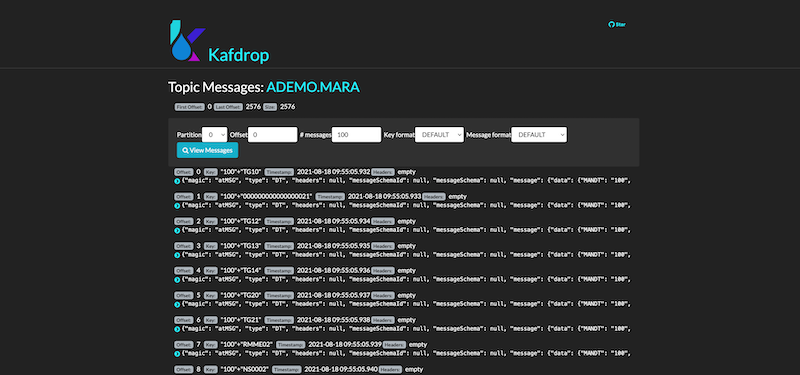 Star
Kafdrop
Topic Messages: ADEMO.MARA
First Offset: 0 Last Offset: 2576 Size: 2576
Partition 0 Offset 0 # messages 100 Key format DEFAULT Message format DEFAULT
View Messages
Offset: 0 Key: "100"+"TG10" Timestamp: 2021-08-18 09:55:05.932 Headers: empty
{"magic": "atMSG", "type": "DT", "headers": null, "messageSchemaId": null, "messageSchema": null, "message": {"data": {"MANDT": "100",
Offset: 1 Key: "100"+"000000000000000021" Timestamp: 2021-08-18 09:55:05.933 Headers: empty
{"magic": "atMSG", "type": "DT", "headers": null, "messageSchemaId": null, "messageSchema": null, "message": {"data": {"MANDT": "100",
Offset: 2 Key: "100"+"TG12" Timestamp: 2021-08-18 09:55:05.934 Headers: empty
{"magic": "atMSG", "type": "DT", "headers": null, "messageSchemaId": null, "messageSchema": null, "message": {"data": {"MANDT": "100",
Offset: 3 Key: "100"+"TG13" Timestamp: 2021-08-18 09:55:05.935 Headers: empty
{"magic": "atMSG", "type": "DT", "headers": null, "messageSchemaId": null, "messageSchema": null, "message": {"data": {"MANDT": "100",
Offset: 4 Key: "100"+"TG14" Timestamp: 2021-08-18 09:55:05.936 Headers: empty
{"magic": "atMSG", "type": "DT", "headers": null, "messageSchemaId": null, "messageSchema": null, "message": {"data": {"MANDT": "100",
Offset: 5 Key: "100"+"TG20" Timestamp: 2021-08-18 09:55:05.937 Headers: empty
{"magic": "atMSG", "type": "DT", "headers": null, "messageSchemaId": null, "messageSchema": null, "message": {"data": {"MANDT": "100",
Offset: 6 Key: "100"+"TG21" Timestamp: 2021-08-18 09:55:05.938 Headers: empty
{"magic": "atMSG", "type": "DT", "headers": null, "messageSchemaId": null, "messageSchema": null, "message": {"data": {"MANDT": "100",
Offset: 7 Key: "100"+"RMME02" Timestamp: 2021-08-18 09:55:05.939 Headers: empty
{"magic": "atMSG", "type": "DT", "headers": null, "messageSchemaId": null, "messageSchema": null, "message": {"data": {"MANDT": "100",
Offset: 8 Key: "100"+"NS0002" Timestamp: 2021-08-18 09:55:05.940 Headers: empty